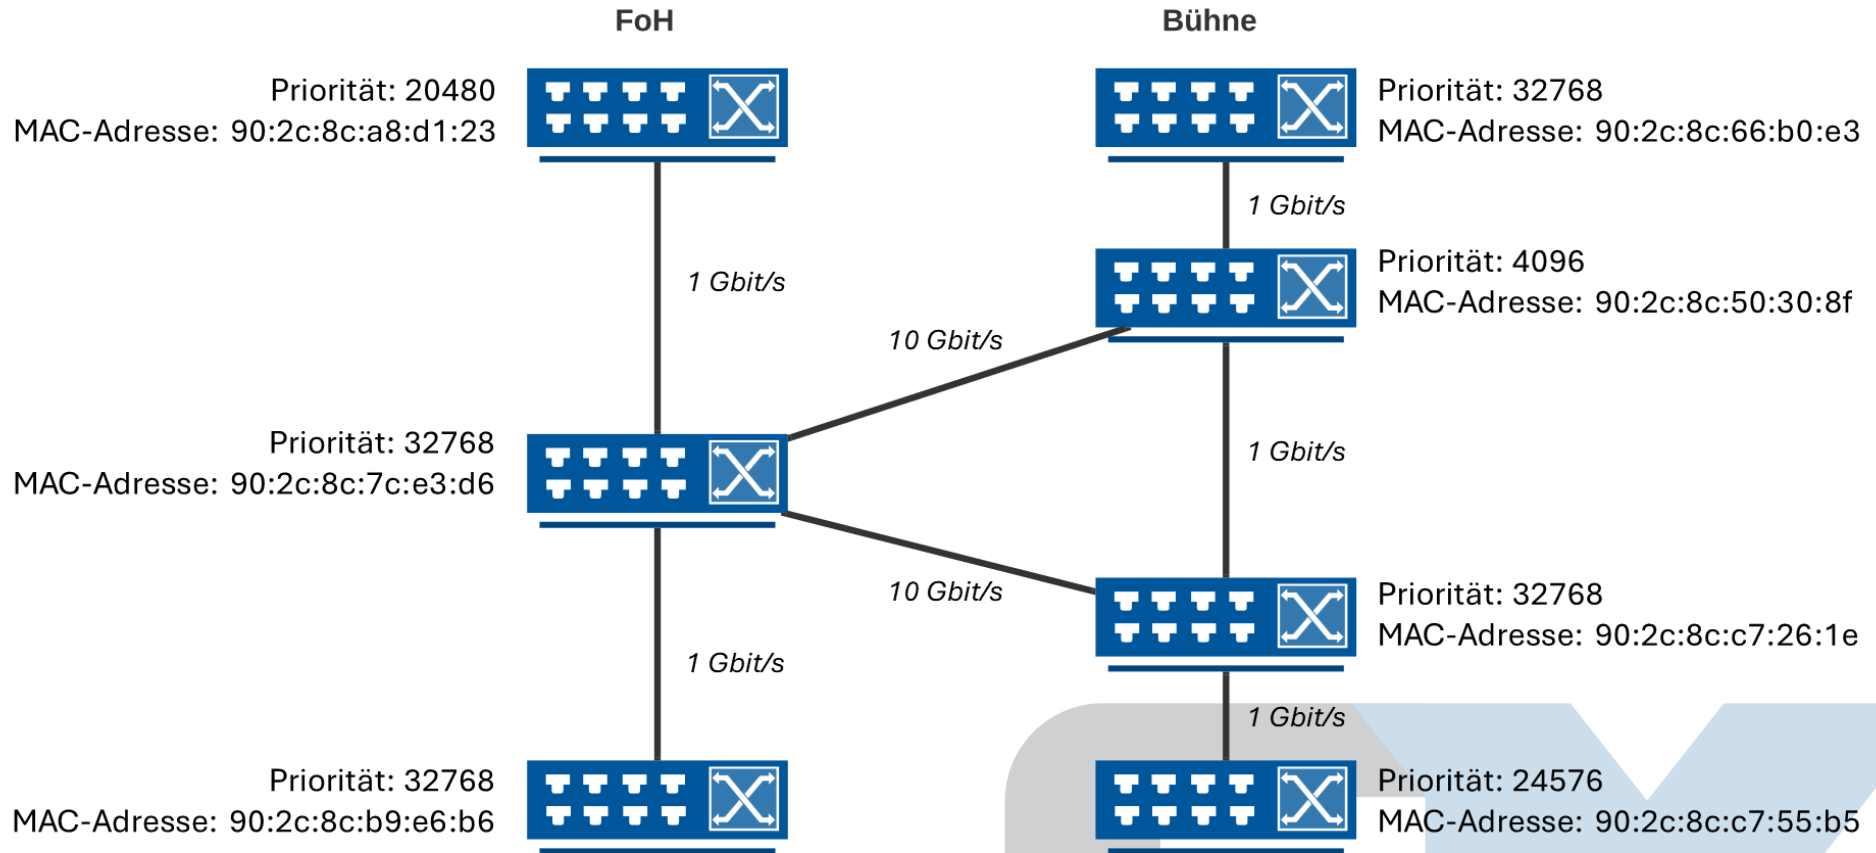 FoH
Bühne
Priorität: 20480
MAC-Adresse: 90:2c:8c:a8:d1:23
Priorität: 32768
MAC-Adresse: 90:2c:8c:66:b0:e3
1 Gbit/s
Priorität: 4096
MAC-Adresse: 90:2c:8c:50:30:8f
1 Gbit/s
10 Gbit/s
Priorität: 32768
MAC-Adresse: 90:2c:8c:7c:e3:d6
1 Gbit/s
10 Gbit/s
Priorität: 32768
MAC-Adresse: 90:2c:8c:c7:26:1e
1 Gbit/s
1 Gbit/s
Priorität: 32768
MAC-Adresse: 90:2c:8c:b9:e6:b6
Priorität: 24576
MAC-Adresse: 90:2c:8c:c7:55:b5